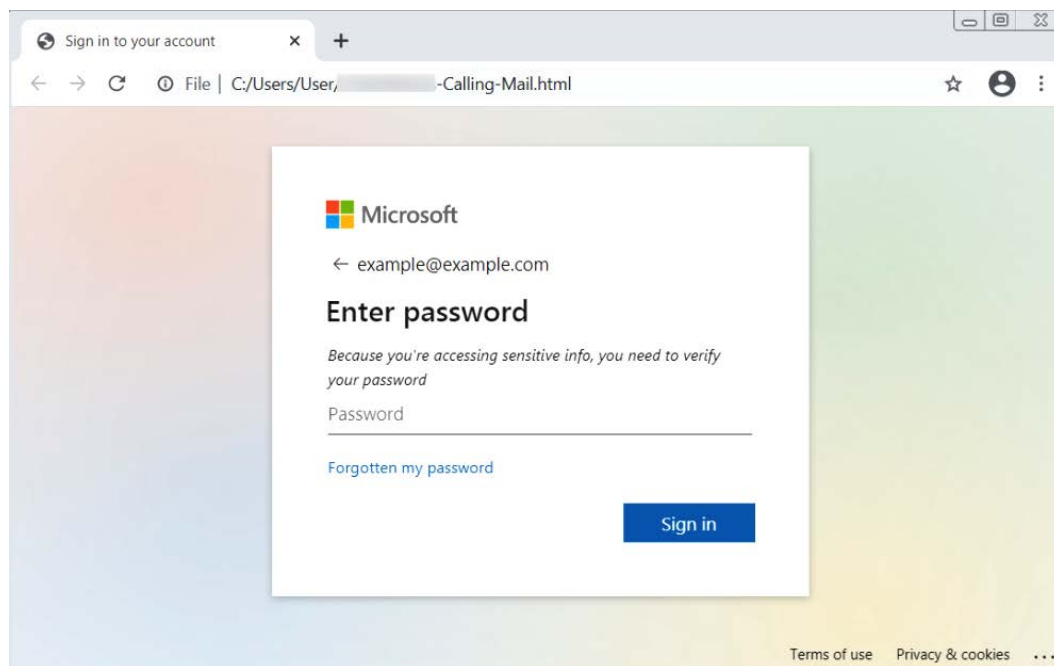 Sign in to your account
File | C:/Users/User/ -Calling-Mail.html
Microsoft
← example@example.com
Enter password
Because you're accessing sensitive info, you need to verify
your password
Password
Forgotten my password
Sign in
Terms of use Privacy & cookies ...